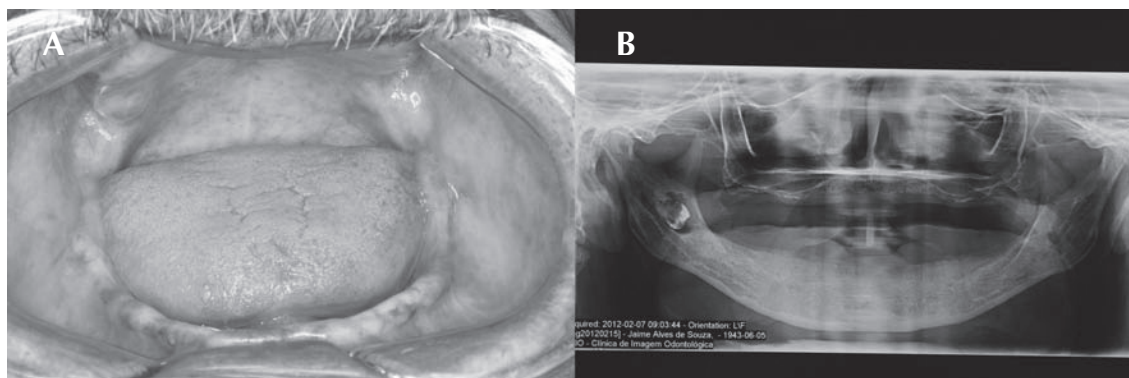 A
B
quired: 2012-02-07 09:03:44 - Orientation: L\F
g20120215] - Jaime Alves de Souza, - 1943-06-05
IO - Clínica de Imagem Odontológica